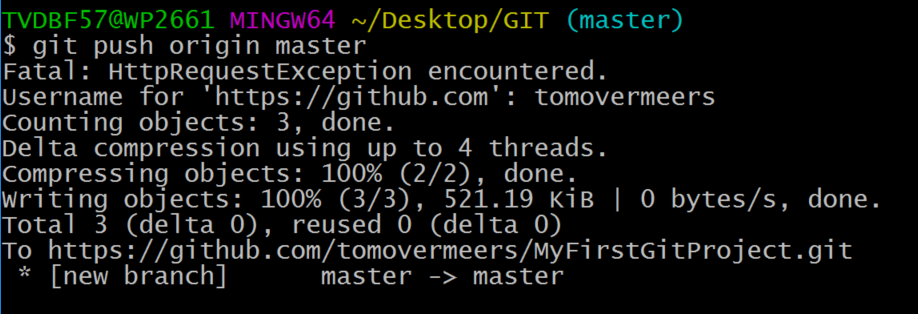 TVDBF57@WP2661 MINGW64 ~/Desktop/GIT (master)
$ git push origin master
Fatal: HttpRequestException encountered.
Username for 'https://github.com': tomovermeers
Counting objects: 3, done.
Delta compression using up to 4 threads.
Compressing objects: 100% (2/2), done.
Writing objects: 100% (3/3), 521.19 KiB | 0 bytes/s, done.
Total 3 (delta 0), reused 0 (delta 0)
To https://github.com/tomovermeers/MyFirstGitProject.git
 * [new branch]      master -> master